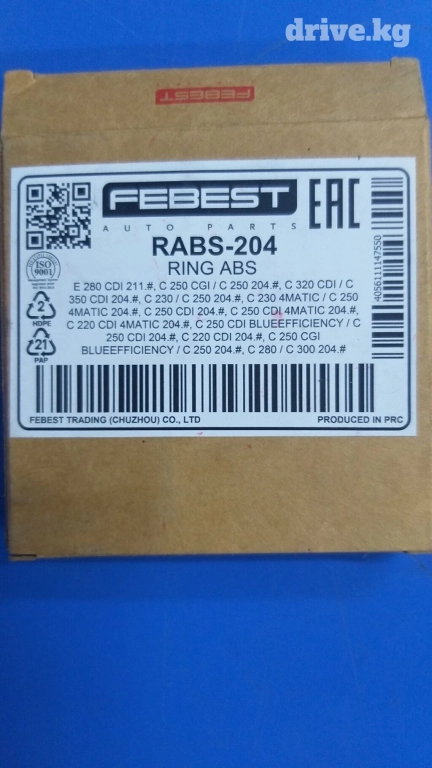 drive.kg
FEBEST
FEBEST
AUTO PARTS
EAC
RABS-204
RING ABS
ISO
9001
2
HDPE
21
PAP
E 280 CDI 211.#, C 250 CGI / C 250 204.#, C 320 CDI / C
350 CDI 204.#, C 230 / C 250 204.#, C 230 4MATIC / C 250
4MATIC 204.#, C 250 CDI 204.#, C 250 CDI 4MATIC 204.#,
C 220 CDI 4MATIC 204.#, C 250 CDI BLUEEFFICIENCY / C
250 CDI 204.#, C 220 CDI 204.#, C 250 CGI
BLUEEFFICIENCY / C 250 204.#, C 280 / C 300 204.#
4056111147550
FEBEST TRADING (CHUZHOU) CO., LTD
PRODUCED IN PRC